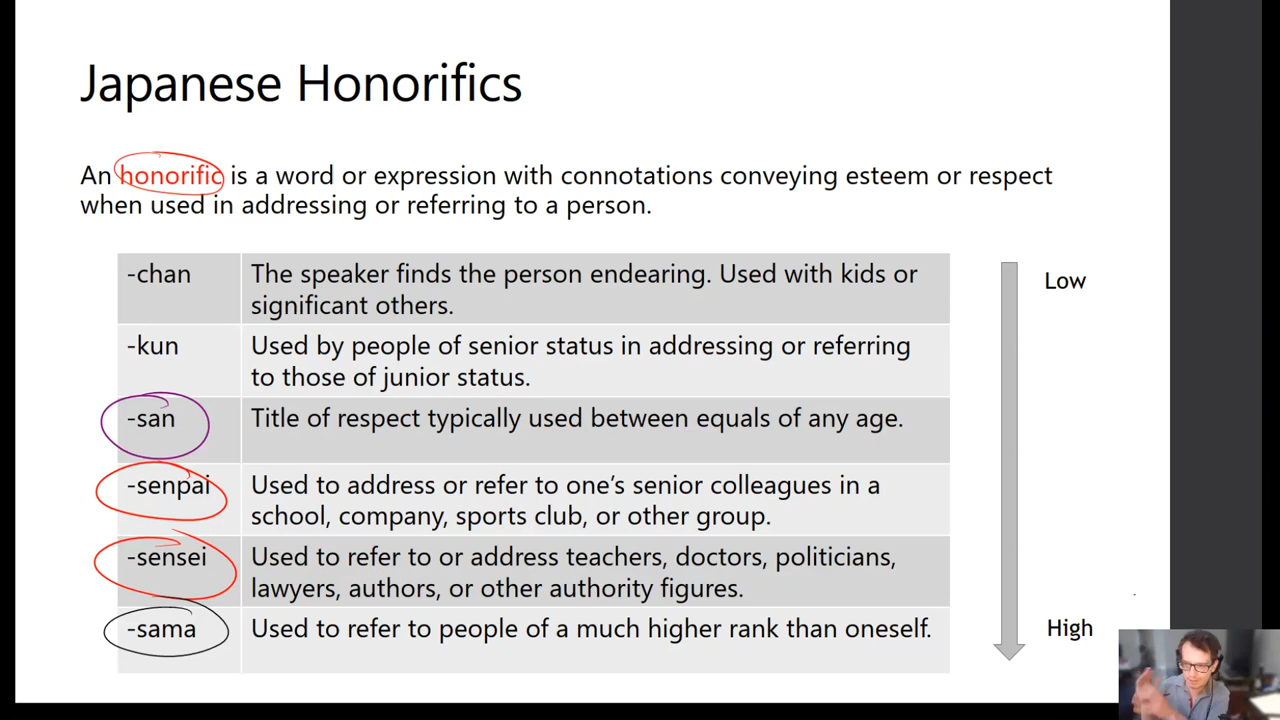 Japanese Honorifics
An honorific is a word or expression with connotations conveying esteem or respect
when used in addressing or referring to a person.
-chan
The speaker finds the person endearing. Used with kids or
significant others.
-kun
Used by people of senior status in addressing or referring
to those of junior status.
-san
Title of respect typically used between equals of any age.
-senpai
Used to address or refer to one’s senior colleagues in a
school, company, sports club, or other group.
-sensei
Used to refer to or address teachers, doctors, politicians,
lawyers, authors, or other authority figures.
-sama
Used to refer to people of a much higher rank than oneself.
Low
High